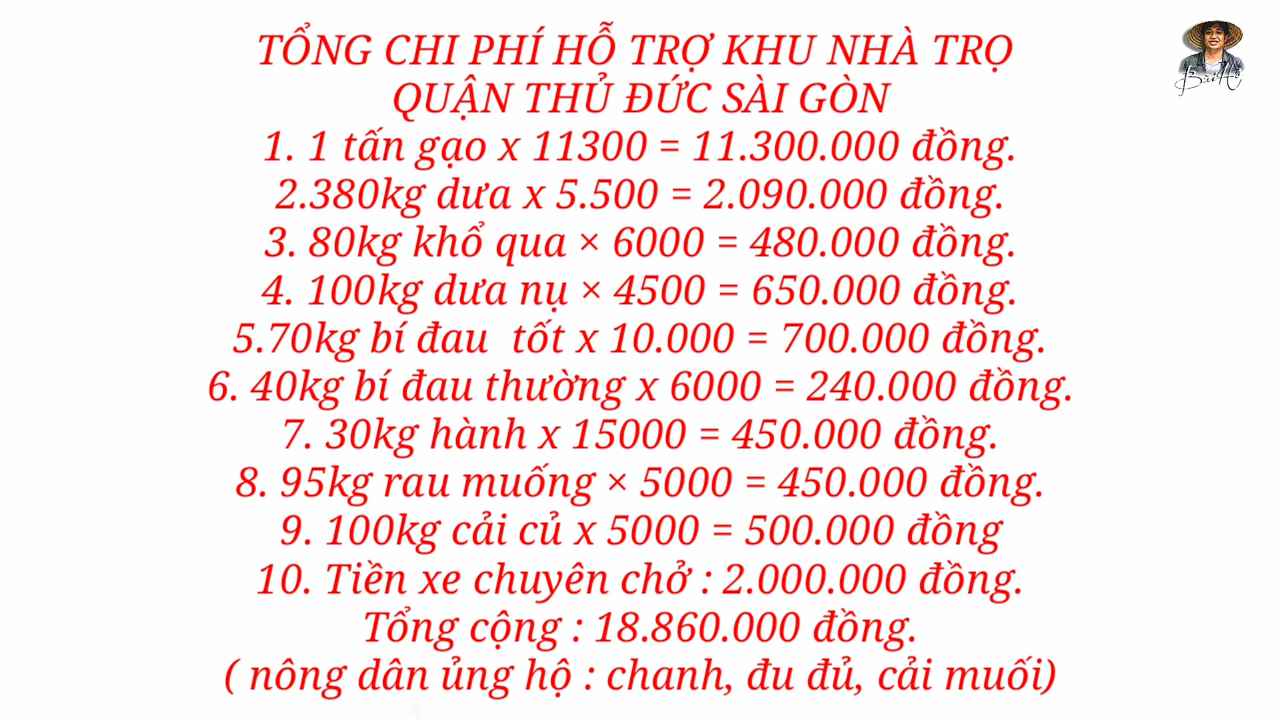 TỔNG CHI PHÍ HỖ TRỢ KHU NHÀ TRỌ
QUẬN THỦ ĐỨC SÀI GÒN
1. 1 tấn gạo x 11300 = 11.300.000 đồng.
2.380kg dưa x 5.500 = 2.090.000 đồng.
3. 80kg khổ qua × 6000 = 480.000 đồng.
4. 100kg dưa nụ × 4500 = 650.000 đồng.
5.70kg bí đau  tốt x 10.000 = 700.000 đồng.
6. 40kg bí đau thường x 6000 = 240.000 đồng.
7. 30kg hành x 15000 = 450.000 đồng.
8. 95kg rau muống × 5000 = 450.000 đồng.
9. 100kg cải củ x 5000 = 500.000 đồng
10. Tiền xe chuyên chở : 2.000.000 đồng.
Tổng cộng : 18.860.000 đồng.
( nông dân ủng hộ : chanh, đu đủ, cải muối)